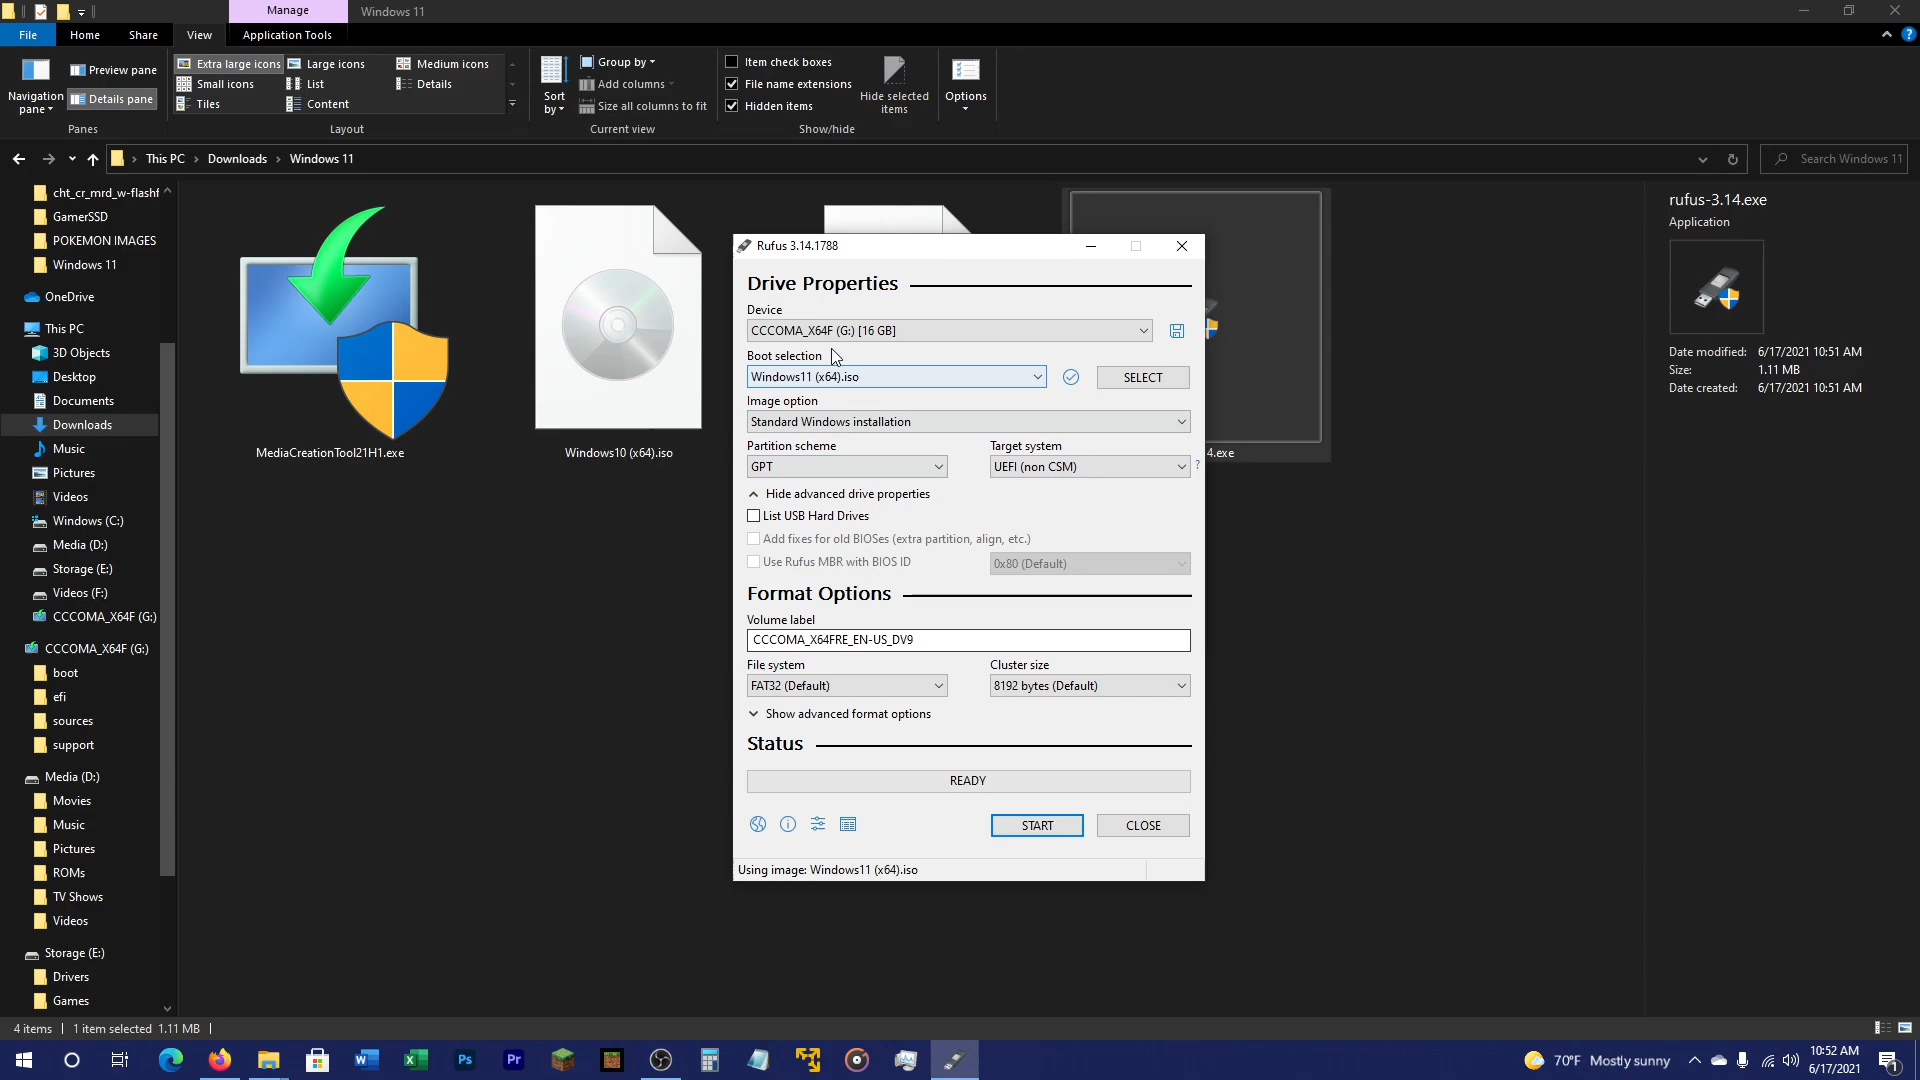 Manage
Windows 11
File
Home
Share
View
Application Tools
Navigation pane
Preview pane
Details pane
Panes
Extra large icons
Large icons
Medium icons
Small icons
List
Details
Tiles
Content
Layout
Sort by
Group by
Add columns
Size all columns to fit
Current view
Item check boxes
File name extensions
Hidden items
Hide selected items
Show/hide
Options
This PC
Downloads
Windows 11
Search Windows 11
cht_cr_mrd_w-flashf
GamerSSD
POKEMON IMAGES
Windows 11
OneDrive
This PC
3D Objects
Desktop
Documents
Downloads
Music
Pictures
Videos
Windows (C:)
Media (D:)
Storage (E:)
Videos (F:)
CCCOMA_X64F (G:)
CCCOMA_X64F (G:)
boot
efi
sources
support
Media (D:)
Movies
Music
Pictures
ROMs
TV Shows
Videos
Storage (E:)
Drivers
Games
MediaCreationTool21H1.exe
Windows10 (x64).iso
4.exe
Rufus 3.14.1788
Drive Properties
Device
CCCOMA_X64F (G:) [16 GB]
Boot selection
Windows11 (x64).iso
SELECT
Image option
Standard Windows installation
Partition scheme
Target system
GPT
UEFI (non CSM)
?
Hide advanced drive properties
List USB Hard Drives
Add fixes for old BIOSes (extra partition, align, etc.)
Use Rufus MBR with BIOS ID
0x80 (Default)
Format Options
Volume label
CCCOMA_X64FRE_EN-US_DV9
File system
Cluster size
FAT32 (Default)
8192 bytes (Default)
Show advanced format options
Status
READY
START
CLOSE
Using image: Windows11 (x64).iso
rufus-3.14.exe
Application
Date modified: 6/17/2021 10:51 AM
Size: 1.11 MB
Date created: 6/17/2021 10:51 AM
4 items
1 item selected 1.11 MB
70°F Mostly sunny
10:52 AM
6/17/2021
1